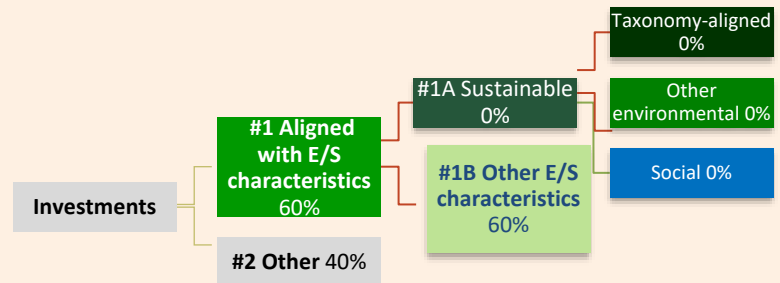 Investments
#1 Aligned
with E/S
characteristics
60%
#2 Other 40%
#1A Sustainable
0%
#1B Other E/S
characteristics
60%
Taxonomy-aligned
0%
Other
environmental 0%
Social 0%